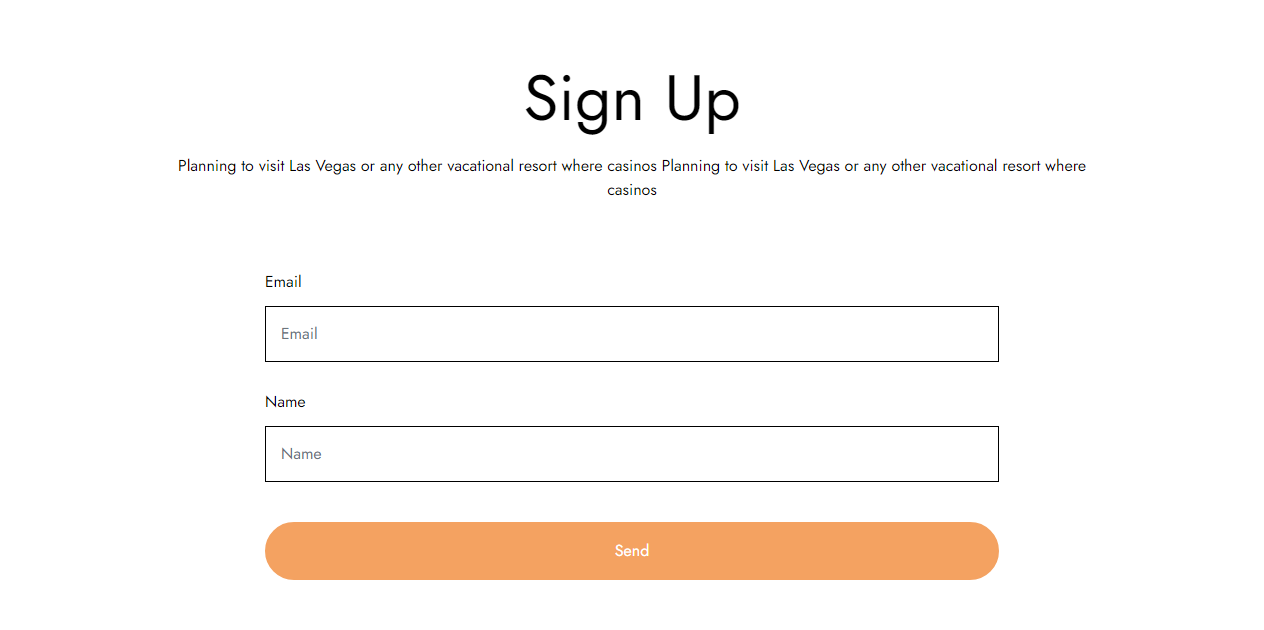 Sign Up
Planning to visit Las Vegas or any other vacational resort where casinos Planning to visit Las Vegas or any other vacational resort where
casinos
Email
Email
Name
Name
Send